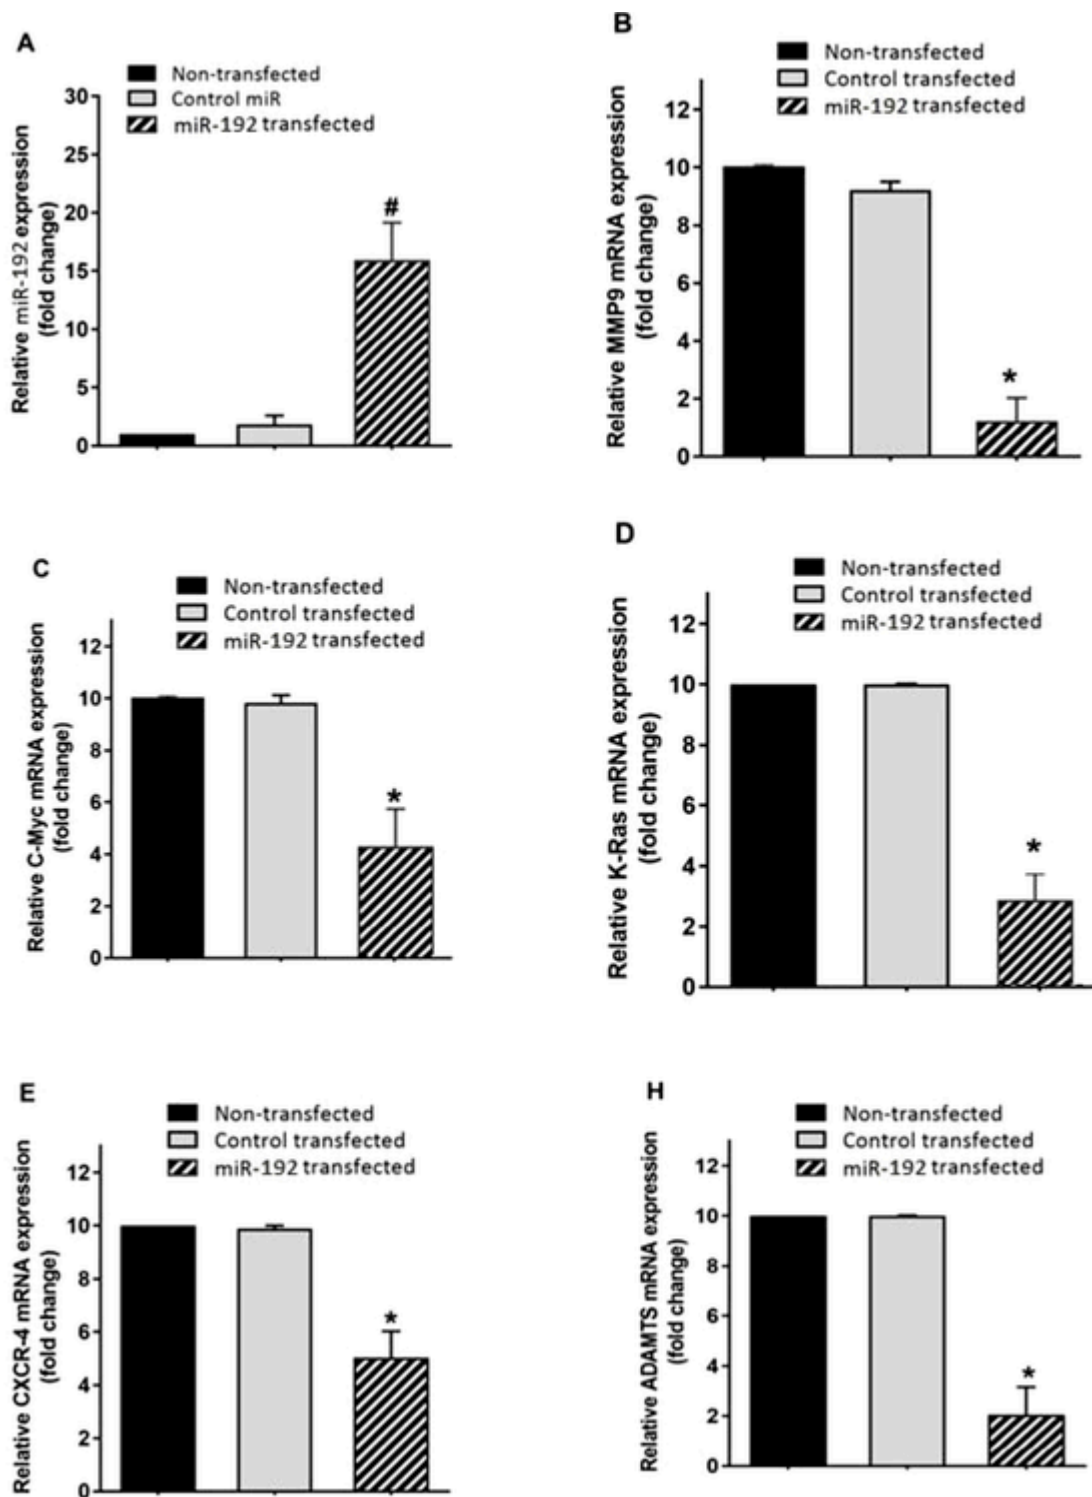 A
Non-transfected
Control miR
miR-192 transfected
Relative miR-192 expression
(fold change)
30
25
20
15
10
5
0
#
B
Non-transfected
Control transfected
miR-192 transfected
Relative MMP9 mRNA expression
(fold change)
12
10
8
6
4
2
0
*
C
Non-transfected
Control transfected
miR-192 transfected
Relative C-Myc mRNA expression
(fold change)
12
10
8
6
4
2
0
*
D
Non-transfected
Control transfected
miR-192 transfected
Relative K-Ras mRNA expression
(fold change)
12
10
8
6
4
2
0
*
E
Non-transfected
Control transfected
miR-192 transfected
Relative CXCR-4 mRNA expression
(fold change)
12
10
8
6
4
2
0
*
H
Non-transfected
Control transfected
miR-192 transfected
Relative ADAMTS mRNA expression
(fold change)
12
10
8
6
4
2
0
*